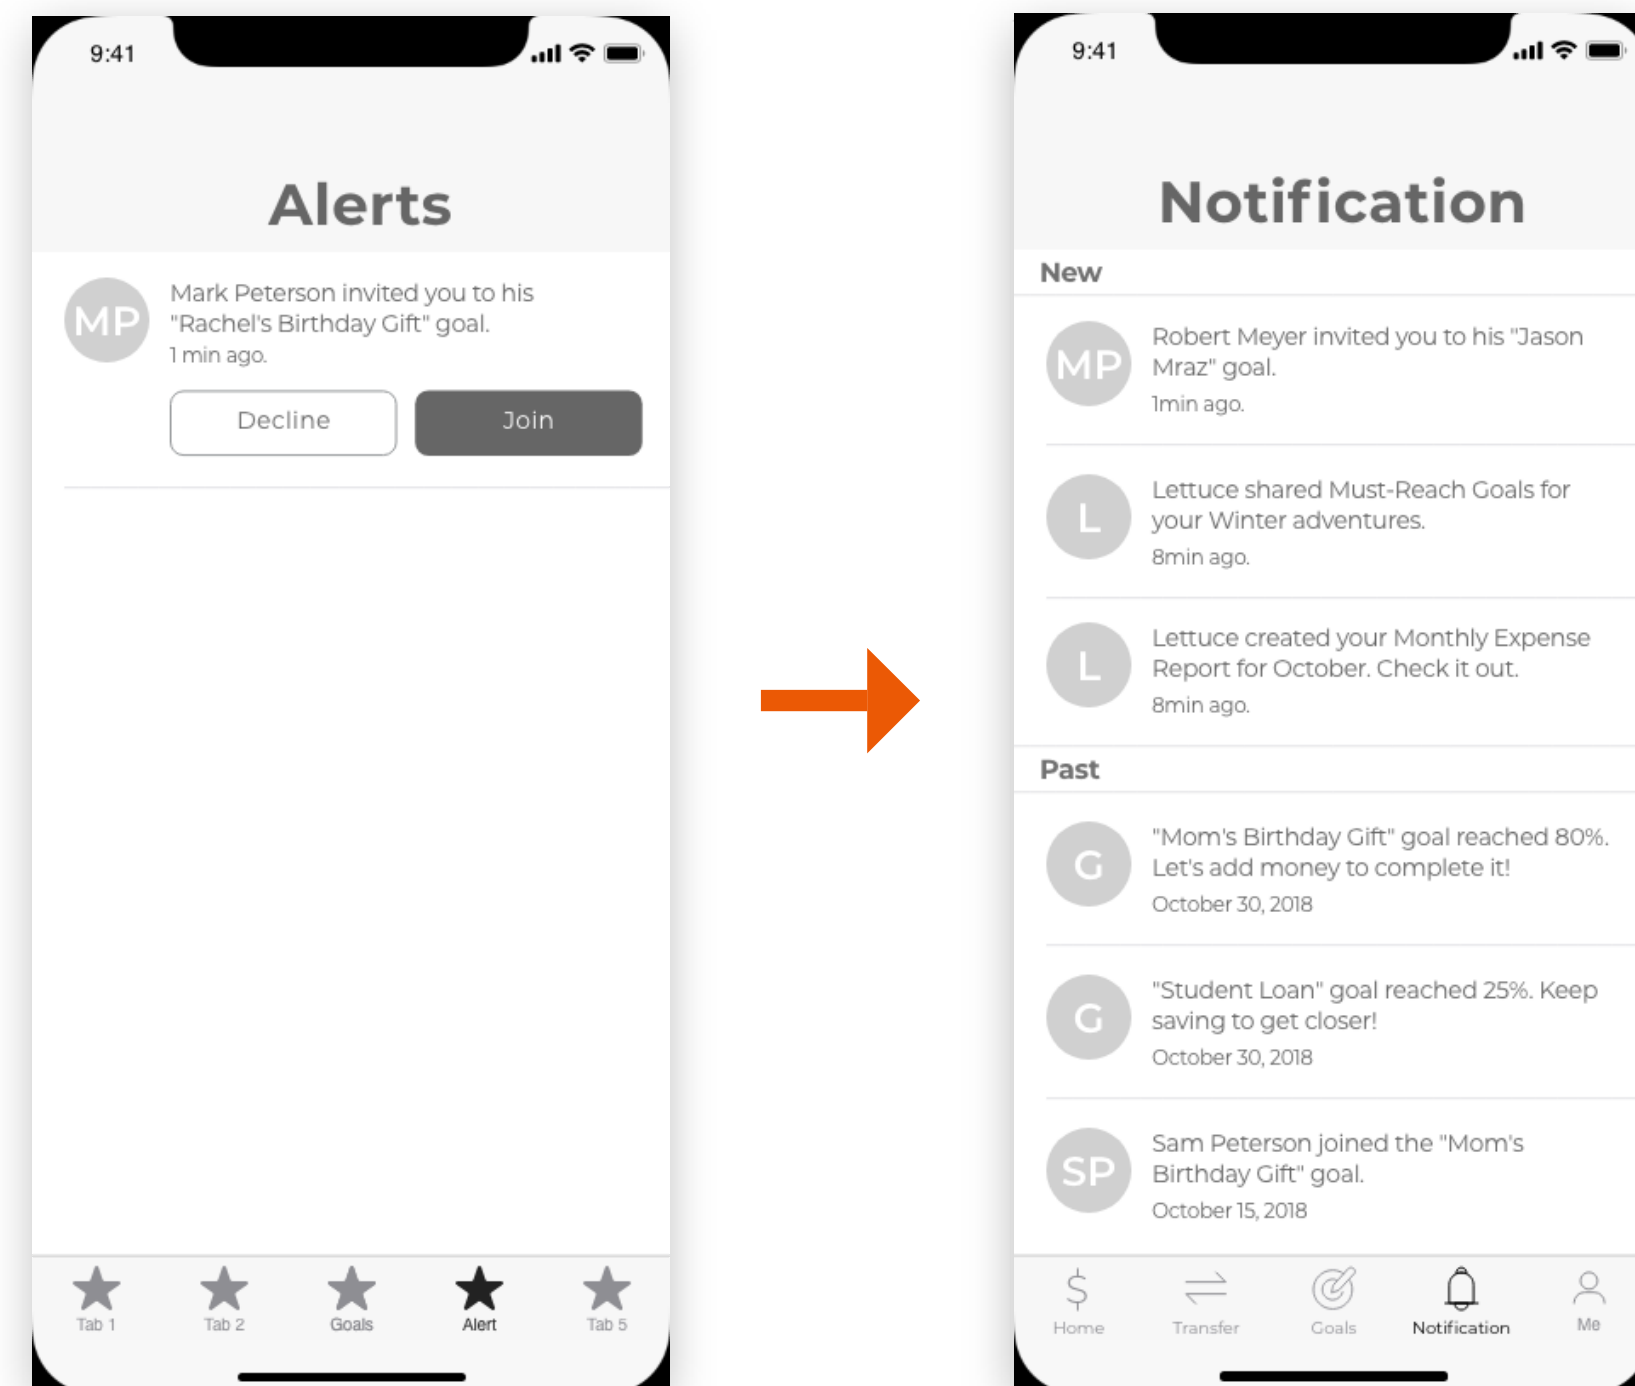 9:41
Alerts
MP
Mark Peterson invited you to his
"Rachel's Birthday Gift" goal.
1 min ago.
Decline
Join
Tab 1
Tab 2
Goals
Alert
Tab 5
9:41
Notification
New
MP
Robert Meyer invited you to his "Jason
Mraz" goal.
1min ago.
L
Lettuce shared Must-Reach Goals for
your Winter adventures.
8min ago.
L
Lettuce created your Monthly Expense
Report for October. Check it out.
8min ago.
Past
G
"Mom's Birthday Gift" goal reached 80%.
Let's add money to complete it!
October 30, 2018
G
"Student Loan" goal reached 25%. Keep
saving to get closer!
October 30, 2018
SP
Sam Peterson joined the "Mom's
Birthday Gift" goal.
October 15, 2018
Home
Transfer
Goals
Notification
Me